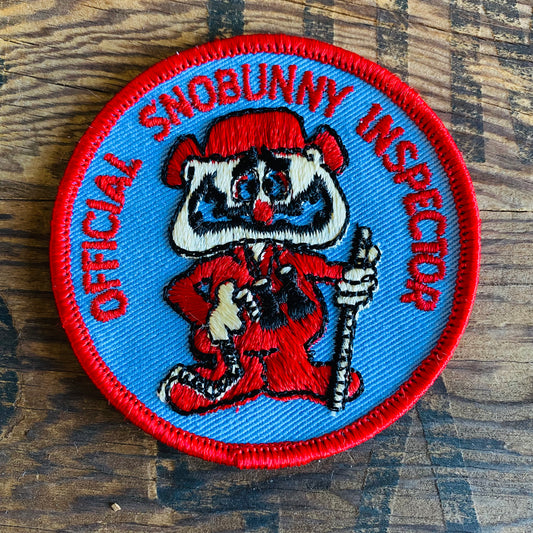 OFFICIAL SNOBUNNY INSPECTOR